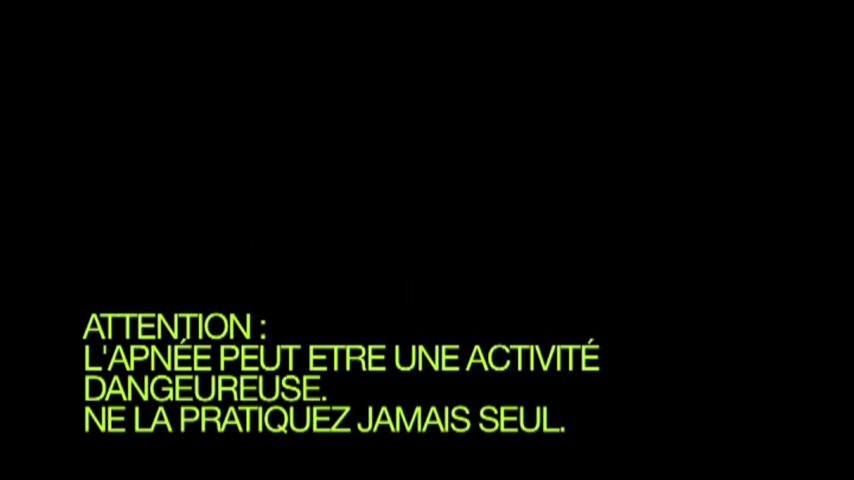 ATTENTION :
L'APNÉE PEUT ETRE UNE ACTIVITÉ
DANGEUREUSE.
NE LA PRATIQUEZ JAMAIS SEUL.